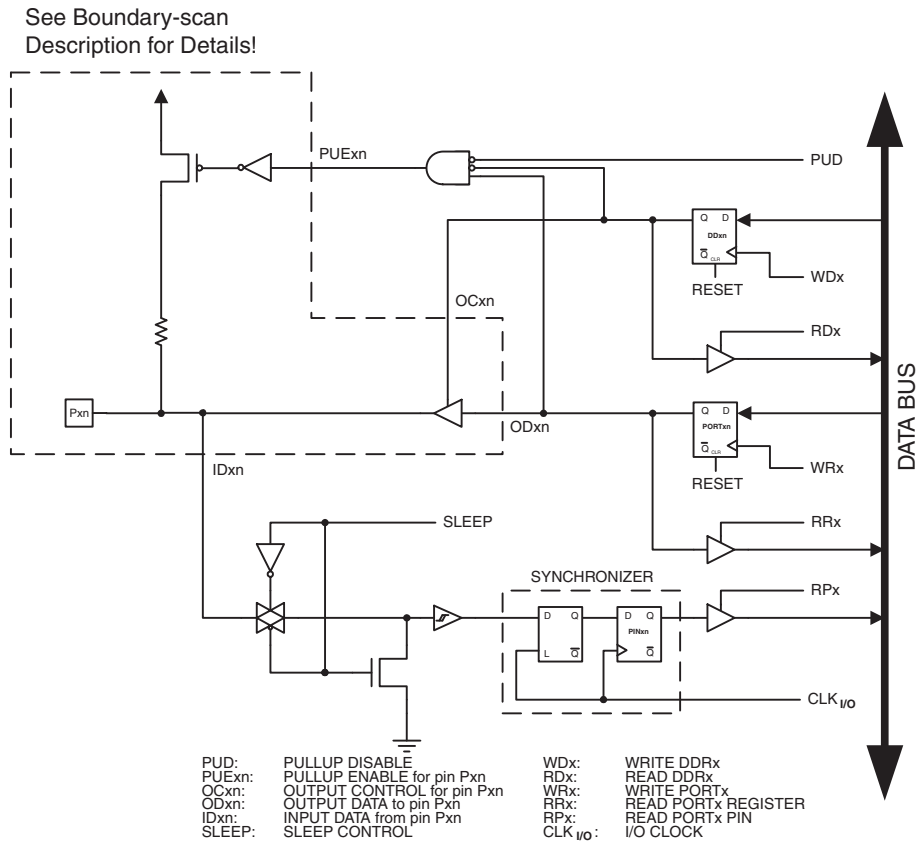 See Boundary-scan
Description for Details!
PUExn
PUD
Q D
DDxn
Q CLR
WDx
RESET
OCxn
RDx
Pxn
ODxn
Q D
PORTxn
Q CLR
WRx
RESET
IDxn
DATA BUS
SLEEP
RRx
SYNCHRONIZER
RPx
D Q
L Q
D Q
PINxn
Q
CLK I/O
PUD: PULLUP DISABLE
PUExn: PULLUP ENABLE for pin Pxn
OCxn: OUTPUT CONTROL for pin Pxn
ODxn: OUTPUT DATA to pin Pxn
IDxn: INPUT DATA from pin Pxn
SLEEP: SLEEP CONTROL
WDx: WRITE DDRx
RDx: READ DDRx
WRx: WRITE PORTx
RRx: READ PORTx REGISTER
RPx: READ PORTx PIN
CLK I/O: I/O CLOCK